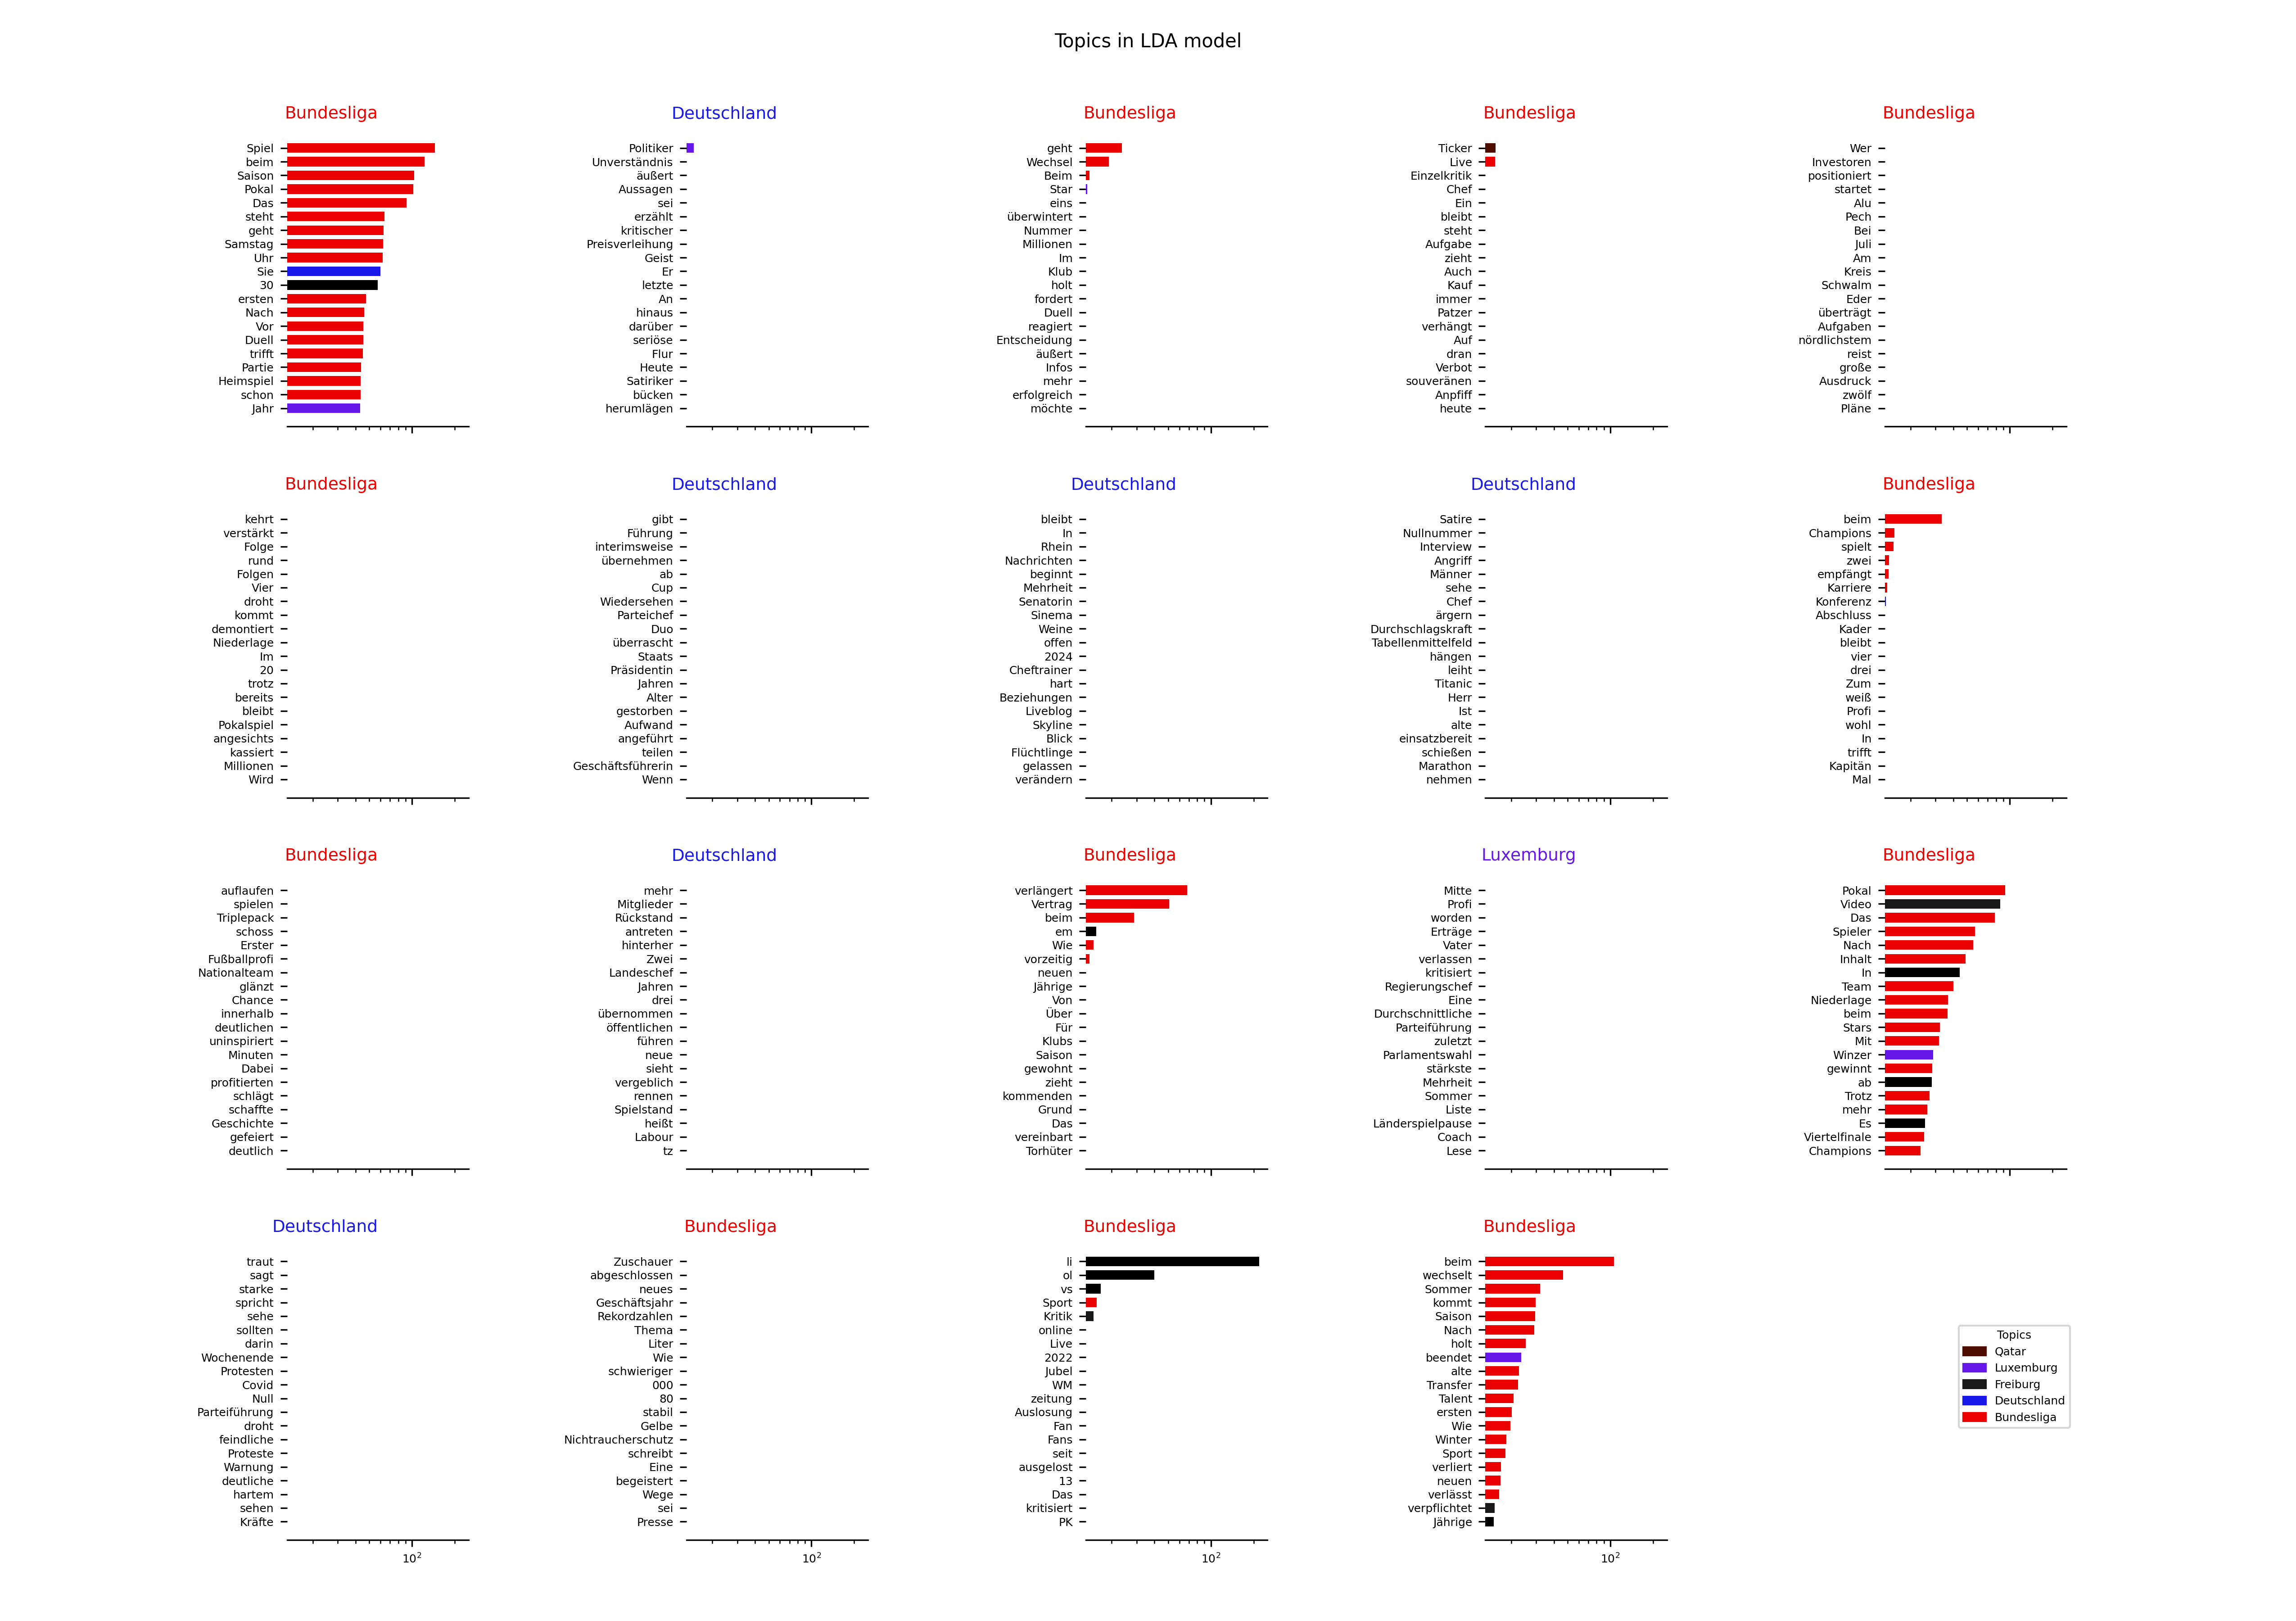 Topics in LDA model
Bundesliga
Spiel
beim
Saison
Pokal
Das
steht
geht
Samstag
Uhr
Sie
30
ersten
Nach
Vor
Duell
trifft
Partie
Heimspiel
schon
Jahr
Deutschland
Politiker
Unverständnis
äußert
Aussagen
sei
erzählt
kritischer
Preisverleihung
Geist
Er
letzte
An
hinaus
darüber
seriöse
Flur
Heute
Satiriker
bücken
herumlägen
Bundesliga
geht
Wechsel
Beim
Star
eins
überwintert
Nummer
Millionen
Im
Klub
holt
fordert
Duell
reagiert
Entscheidung
äußert
Infos
mehr
erfolgreich
möchte
Bundesliga
Ticker
Live
Einzelkritik
Chef
Ein
bleibt
steht
Aufgabe
zieht
Auch
Kauf
immer
Patzer
verhängt
Auf
dran
Verbot
souveränen
Anpfiff
heute
Bundesliga
Wer
Investoren
positioniert
startet
Alu
Pech
Bei
Juli
Am
Kreis
Schwalm
Eder
überträgt
Aufgaben
nördlichstem
reist
große
Ausdruck
zwölf
Pläne
Bundesliga
kehrt
verstärkt
Folge
rund
Folgen
Vier
droht
kommt
demontiert
Niederlage
Im
20
trotz
bereits
bleibt
Pokalspiel
angesichts
kassiert
Millionen
Wird
Deutschland
gibt
Führung
interimsweise
übernehmen
ab
Cup
Wiedersehen
Parteichef
Duo
überrascht
Staats
Präsidentin
Jahren
Alter
gestorben
Aufwand
angeführt
teilen
Geschäftsführerin
Wenn
Deutschland
bleibt
In
Rhein
Nachrichten
beginnt
Mehrheit
Senatorin
Sinema
Weine
offen
2024
Cheftrainer
hart
Beziehungen
Liveblog
Skyline
Blick
Flüchtlinge
gelassen
verändern
Deutschland
Satire
Nullnummer
Interview
Angriff
Männer
sehe
Chef
ärgern
Durchschlagskraft
Tabellenmittelfeld
hängen
leiht
Titanic
Herr
Ist
alte
einsatzbereit
schießen
Marathon
nehmen
Bundesliga
beim
Champions
spielt
zwei
empfängt
Karriere
Konferenz
Abschluss
Kader
bleibt
vier
drei
Zum
weiß
Profi
wohl
In
trifft
Kapitän
Mal
Bundesliga
auflaufen
spielen
Triplepack
schoss
Erster
Fußballprofi
Nationalteam
glänzt
Chance
innerhalb
deutlichen
uninspiriert
Minuten
Dabei
profitierten
schlägt
schaffte
Geschichte
gefeiert
deutlich
Deutschland
mehr
Mitglieder
Rückstand
antreten
hinterher
Zwei
Landeschef
Jahren
drei
übernommen
öffentlichen
führen
neue
sieht
vergeblich
rennen
Spielstand
heißt
Labour
tz
Bundesliga
verlängert
Vertrag
beim
em
Wie
vorzeitig
neuen
Jährige
Von
Über
Für
Klubs
Saison
gewohnt
zieht
kommenden
Grund
Das
vereinbart
Torhüter
Luxemburg
Mitte
Profi
worden
Erträge
Vater
verlassen
kritisiert
Regierungschef
Eine
Durchschnittliche
Parteiführung
zuletzt
Parlamentswahl
stärkste
Mehrheit
Sommer
Liste
Länderspielpause
Coach
Lese
Bundesliga
Pokal
Video
Das
Spieler
Nach
Inhalt
In
Team
Niederlage
beim
Stars
Mit
Winzer
gewinnt
ab
Trotz
mehr
Es
Viertelfinale
Champions
Deutschland
traut
sagt
starke
spricht
sehe
sollten
darin
Wochenende
Protesten
Covid
Null
Parteiführung
droht
feindliche
Proteste
Warnung
deutliche
hartem
sehen
Kräfte
10²
Bundesliga
Zuschauer
abgeschlossen
neues
Geschäftsjahr
Rekordzahlen
Thema
Liter
Wie
schwieriger
000
80
stabil
Gelbe
Nichtraucherschutz
schreibt
Eine
begeistert
Wege
sei
Presse
10²
Bundesliga
li
ol
vs
Sport
Kritik
online
Live
2022
Jubel
WM
zeitung
Auslosung
Fan
Fans
seit
ausgelost
13
Das
kritisiert
PK
10²
Bundesliga
beim
wechselt
Sommer
kommt
Saison
Nach
holt
beendet
alte
Transfer
Talent
ersten
Wie
Winter
Sport
verliert
neuen
verlässt
verpflichtet
Jährige
10²
Topics
Qatar
Luxemburg
Freiburg
Deutschland
Bundesliga